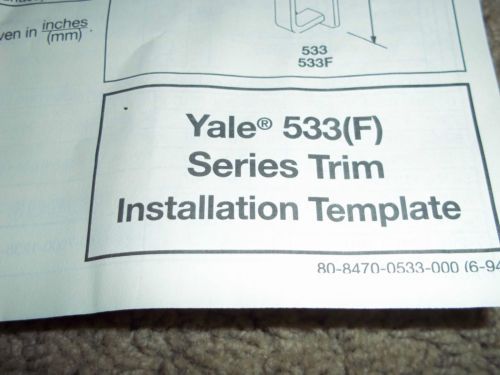 ven in inches
(mm) .
533
533F
Yale® 533(F)
Series Trim
Installation Template
80-8470-0533-000 (6-94